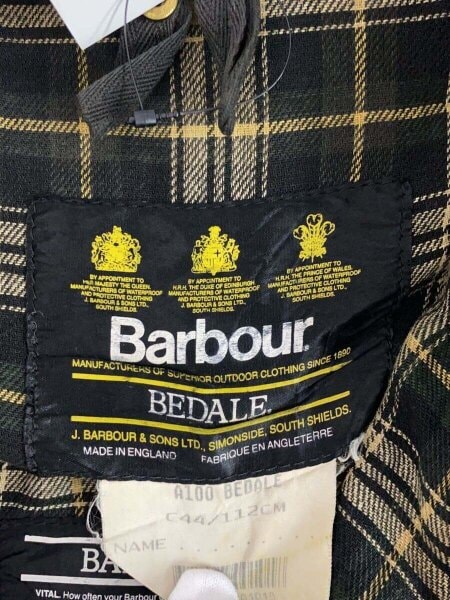 BY APPOINTMENT TO
HER MAJESTY THE QUEEN.
MANUFACTURERS OF WATERPROOF
AND PROTECTIVE CLOTHING
J. BARBOUR & SONS LTD.
SOUTH SHIELDS
BY APPOINTMENT TO
H.R.H. THE DUKE OF EDINBURGH
MANUFACTURERS OF WATERPROOF
AND PROTECTIVE CLOTHING
J. BARBOUR & SONS LTD.
SOUTH SHIELDS
BY APPOINTMENT TO
H.R.H. THE PRINCE OF WALES.
MANUFACTURERS OF WATERPROOF
AND PROTECTIVE CLOTHING
J. BARBOUR & SONS LTD.
SOUTH SHIELDS
Barbour.
MANUFACTURERS OF SUPERIOR OUTDOOR CLOTHING SINCE 1890
BEDALE.
J. BARBOUR & SONS LTD., SIMONSIDE, SOUTH SHIELDS.
MADE IN ENGLAND FABRIQUE EN ANGLETERRE
A100 BEDALE
C44/112CM
NAME
BA
VITAL. How often your Barbour